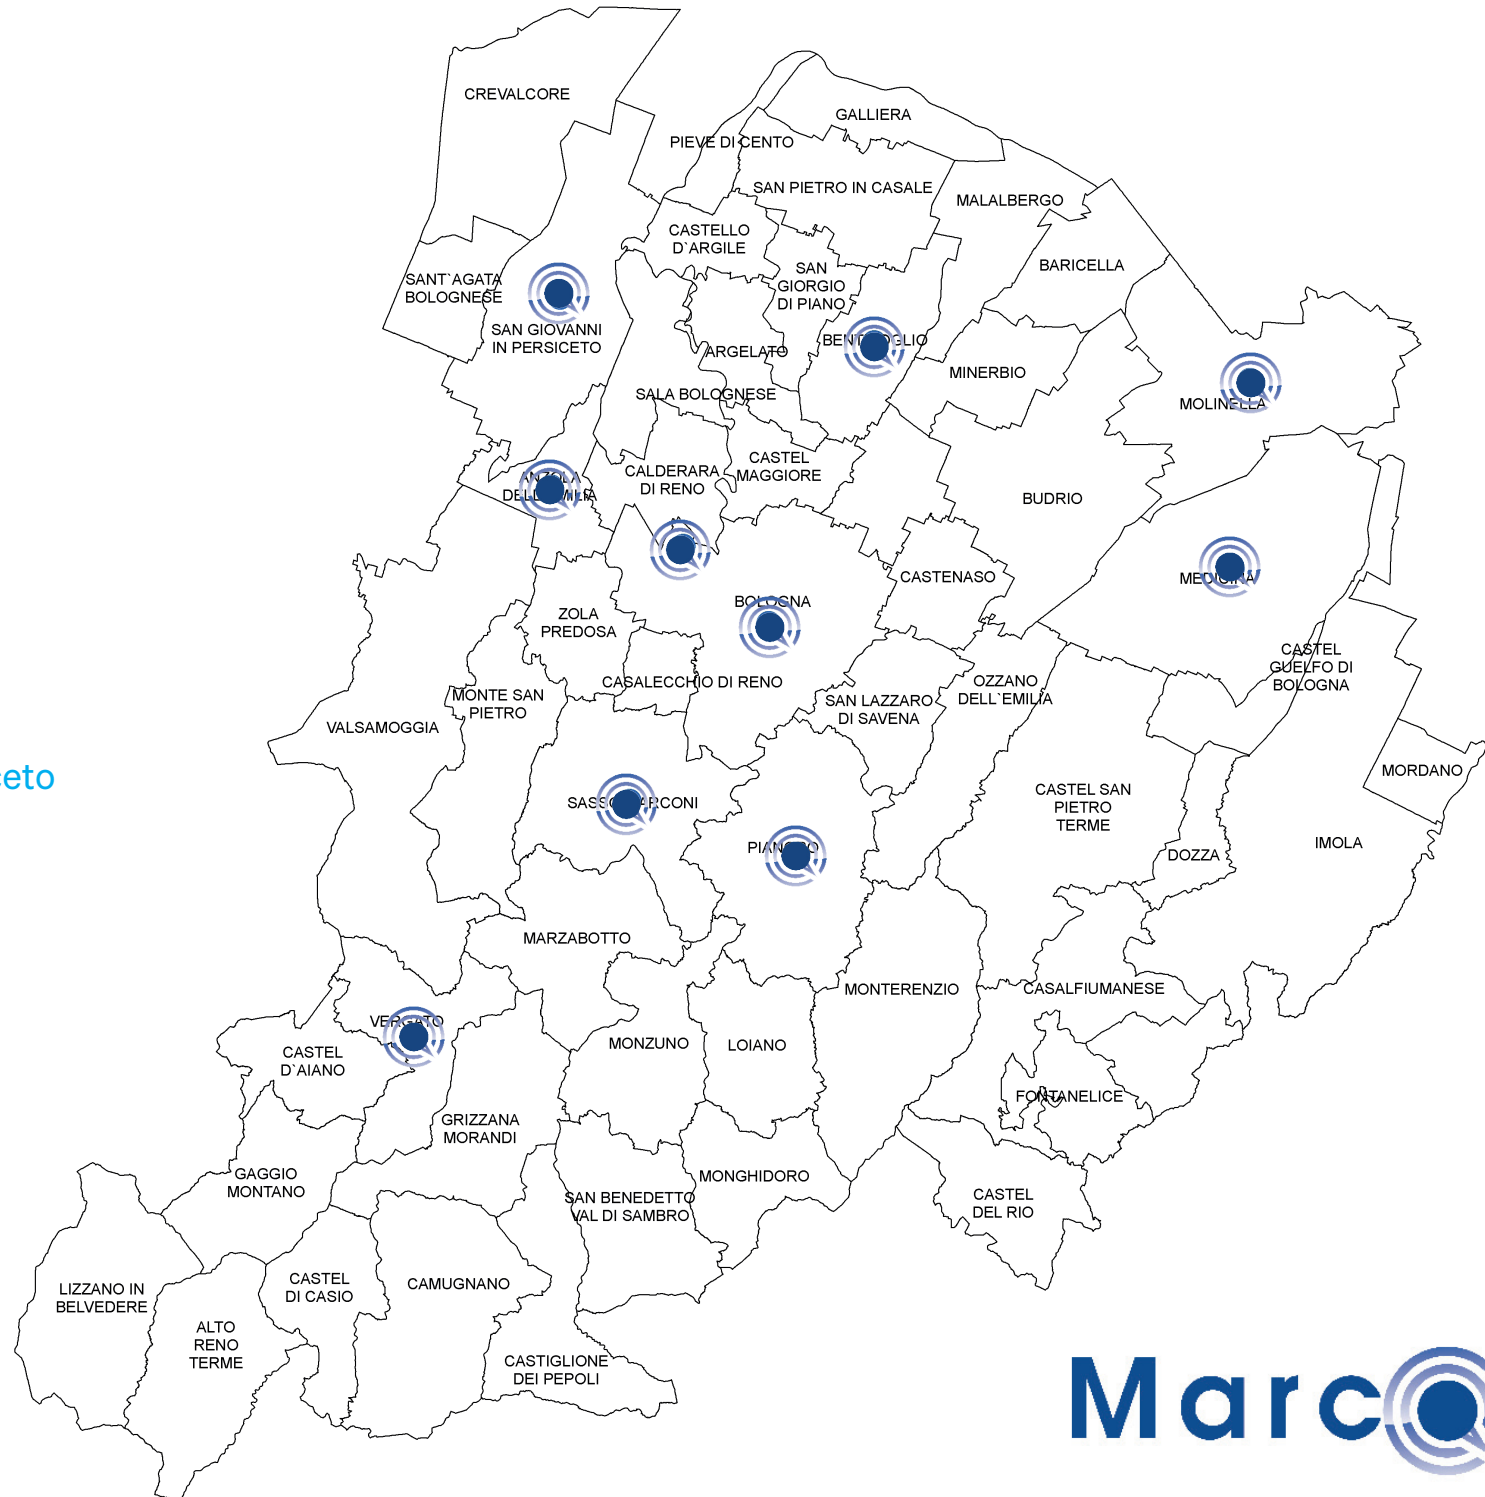 CREVALCORE
GALLIERA
PIEVE DI CENTO
SAN PIETRO IN CASALE
MALALBERGO
CASTELLO
D`ARGILE
BARICELLA
SANT`AGATA
BOLOGNESE
SAN
GIORGIO
DI PIANO
SAN GIOVANNI
IN PERSICETO
ARGELATO
MINERBIO
SALA BOLOGNESE
MOLINELLA
CASTEL
MAGGIORE
CALDERARA
DI RENO
BUDRIO
CASTENASO
MEDICINA
BOLOGNA
ZOLA
PREDOSA
CASALECCHIO DI RENO
CASTEL
GUELFO DI
BOLOGNA
MONTE SAN
PIETRO
SAN LAZZARO
DI SAVENA
OZZANO
DELL`EMILIA
VALSAMOGGIA
ceto
MORDANO
CASTEL SAN
PIETRO
TERME
IMOLA
DOZZA
MARZABOTTO
MONTERENZIO
CASALFIUMANESE
VERGATO
CASTEL
D`AIANO
MONZUNO
LOIANO
FONTANELICE
GRIZZANA
MORANDI
GAGGIO
MONTANO
MONGHIDORO
SAN BENEDETTO
VAL DI SAMBRO
CASTEL
DEL RIO
LIZZANO IN
BELVEDERE
CASTEL
DI CASIO
CAMUGNANO
ALTO
RENO
TERME
CASTIGLIONE
DEI PEPOLI
Marc